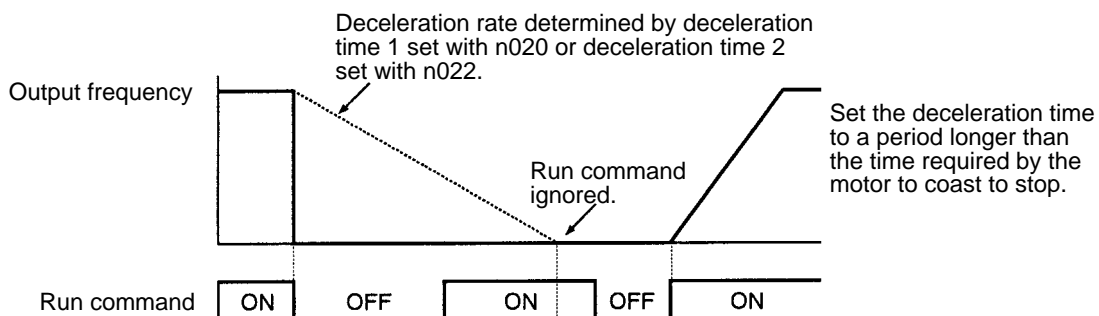 Deceleration rate determined by deceleration
time 1 set with n020 or deceleration time 2
set with n022.
Output frequency
Set the deceleration time
to a period longer than
the time required by the
motor to coast to stop.
Run command
ignored.
Run command
ON
OFF
ON
OFF
ON